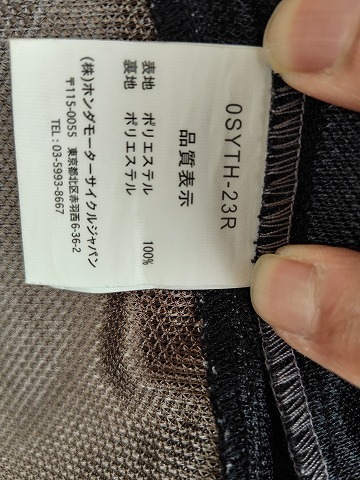 0SYTH-23R
品質表示
表地 ポリエステル 100%
裏地 ポリエステル
(株)ホンダモーターサイクルジャパン
〒115-0055 東京都北区赤羽西6-36-2
TEL:03-5993-8667